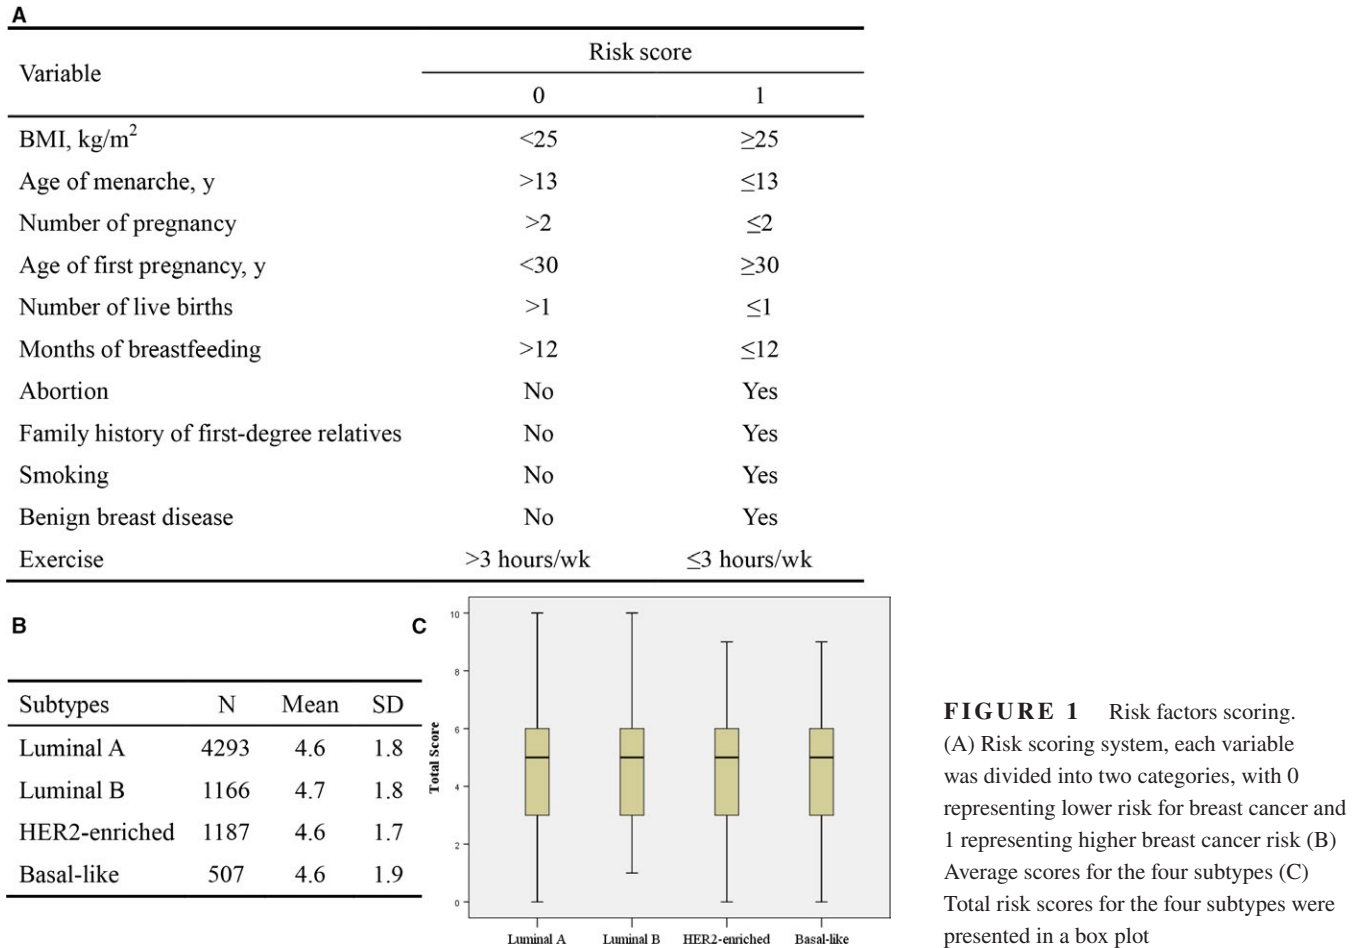 A
Variable Risk score
0 1
BMI, kg/m² <25 ≥25
Age of menarche, y >13 ≤13
Number of pregnancy >2 ≤2
Age of first pregnancy, y <30 ≥30
Number of live births >1 ≤1
Months of breastfeeding >12 ≤12
Abortion No Yes
Family history of first-degree relatives No Yes
Smoking No Yes
Benign breast disease No Yes
Exercise >3 hours/wk ≤3 hours/wk
B
Subtypes N Mean SD
Luminal A 4293 4.6 1.8
Luminal B 1166 4.7 1.8
HER2-enriched 1187 4.6 1.7
Basal-like 507 4.6 1.9
C
Total Score
10
8
6
4
2
0
Luminal A Luminal B HER2-enriched Basal-like
FIGURE 1 Risk factors scoring.
(A) Risk scoring system, each variable
was divided into two categories, with 0
representing lower risk for breast cancer and
1 representing higher breast cancer risk (B)
Average scores for the four subtypes (C)
Total risk scores for the four subtypes were
presented in a box plot